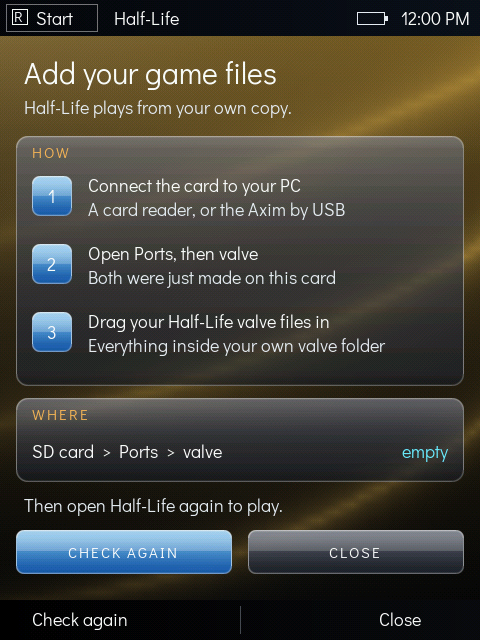 R Start Half-Life 12:00 PM
Add your game files
Half-Life plays from your own copy.
HOW
1 Connect the card to your PC
A card reader, or the Axim by USB
2 Open Ports, then valve
Both were just made on this card
3 Drag your Half-Life valve files in
Everything inside your own valve folder
WHERE
SD card > Ports > valve empty
Then open Half-Life again to play.
CHECK AGAIN CLOSE
Check again Close